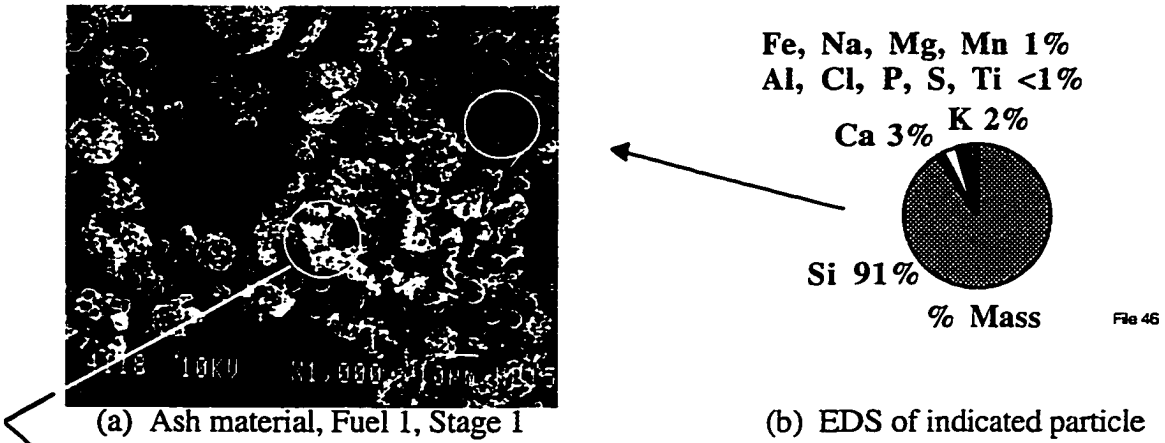 Fe, Na, Mg, Mn 1%
Al, Cl, P, S, Ti <1%
Ca 3% K 2%
Si 91%
% Mass
File 46
10KV X1,000 10µm
(a) Ash material, Fuel 1, Stage 1
(b) EDS of indicated particle